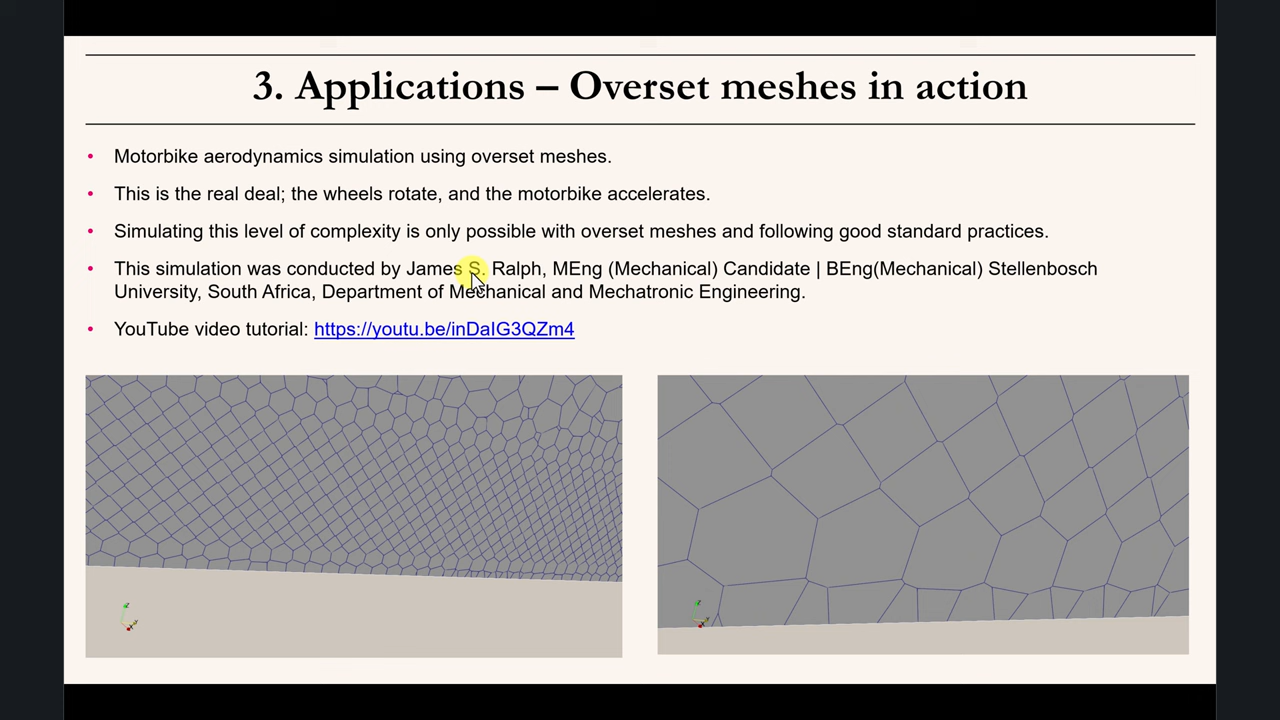 3. Applications – Overset meshes in action
• Motorbike aerodynamics simulation using overset meshes.
• This is the real deal; the wheels rotate, and the motorbike accelerates.
• Simulating this level of complexity is only possible with overset meshes and following good standard practices.
• This simulation was conducted by James S. Ralph, MEng (Mechanical) Candidate | BEng(Mechanical) Stellenbosch
University, South Africa, Department of Mechanical and Mechatronic Engineering.
• YouTube video tutorial: https://youtu.be/inDaIG3QZm4